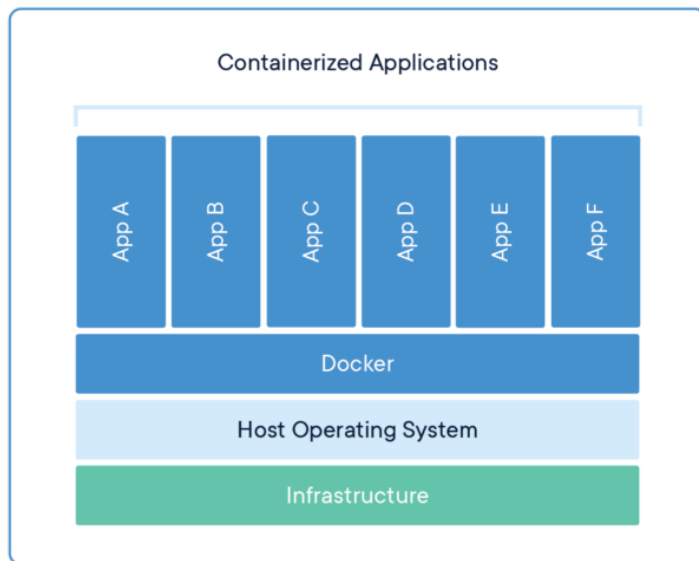 Containerized Applications
App A
App B
App C
App D
App E
App F
Docker
Host Operating System
Infrastructure